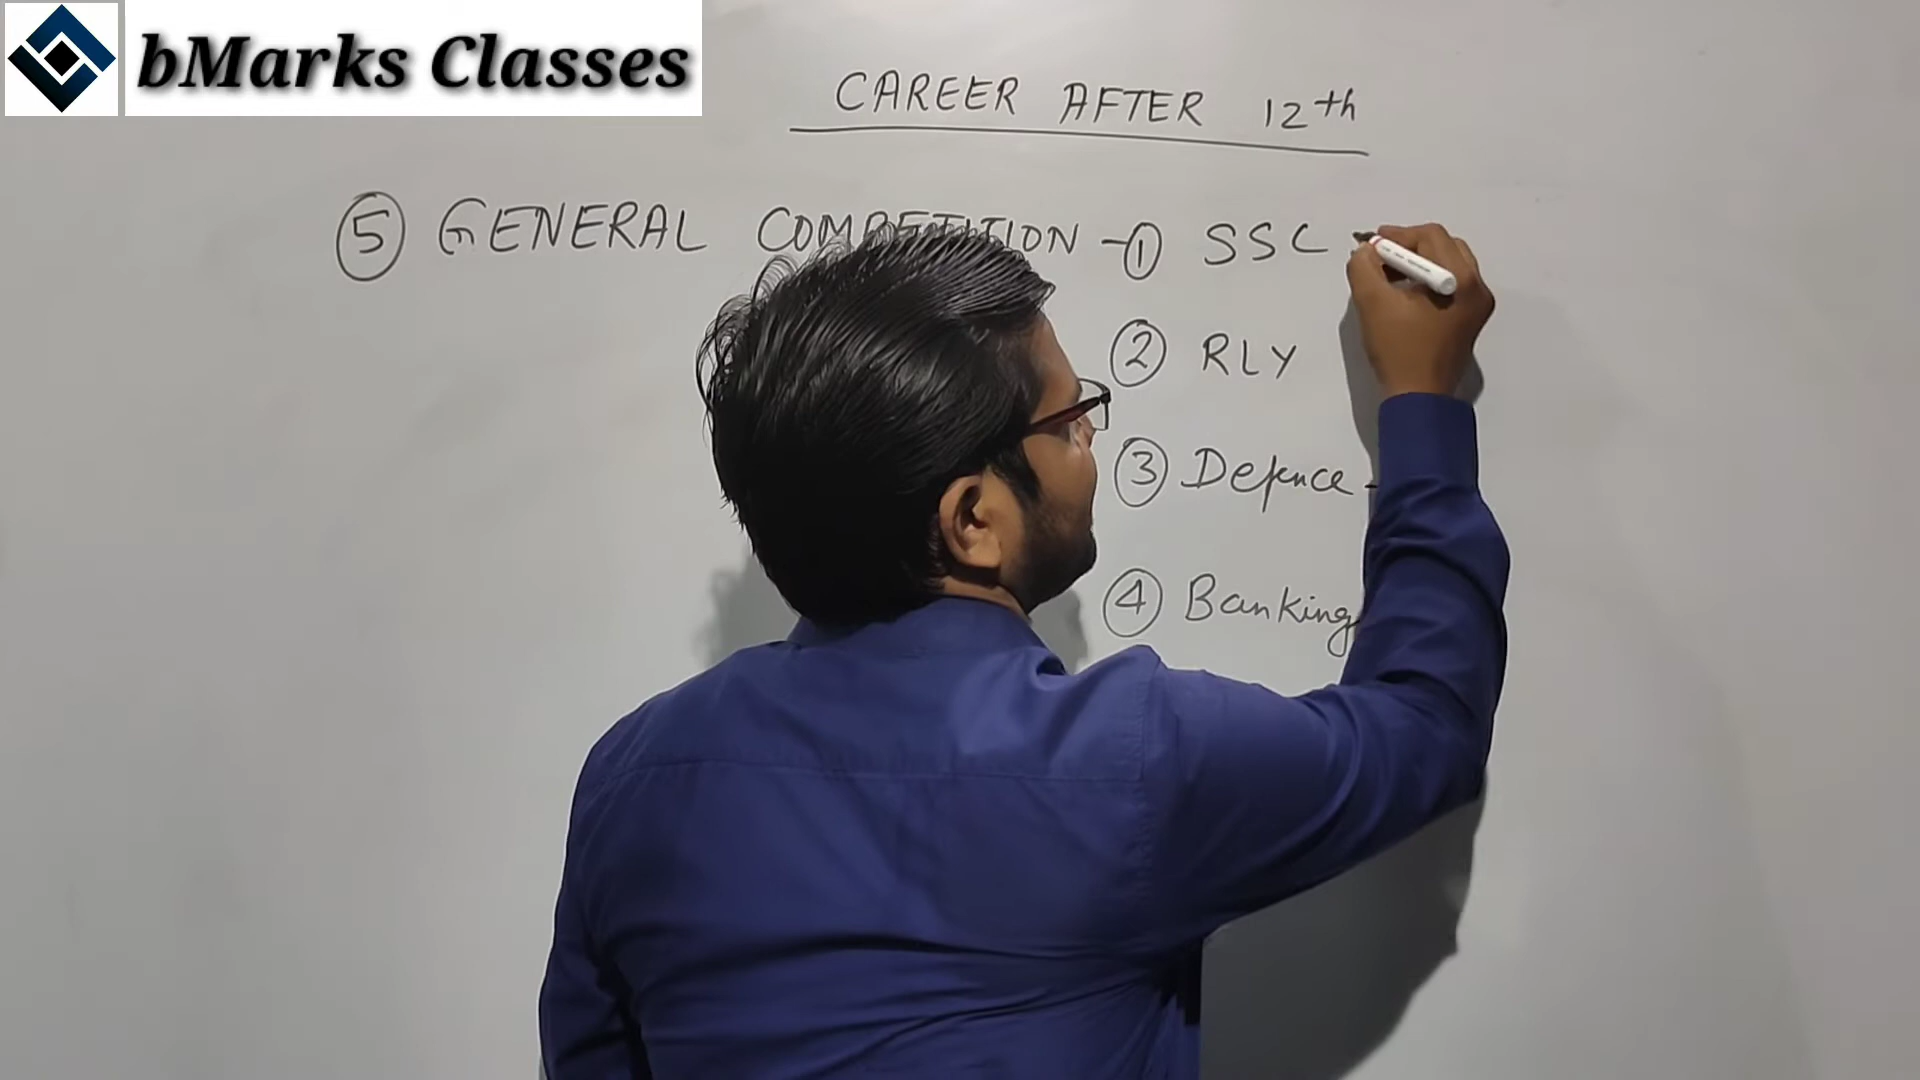 bMarks Classes
CAREER AFTER 12th
⑤ GENERAL COMPETITION - ① SSC
② RLY
③ Defence -
④ Banking